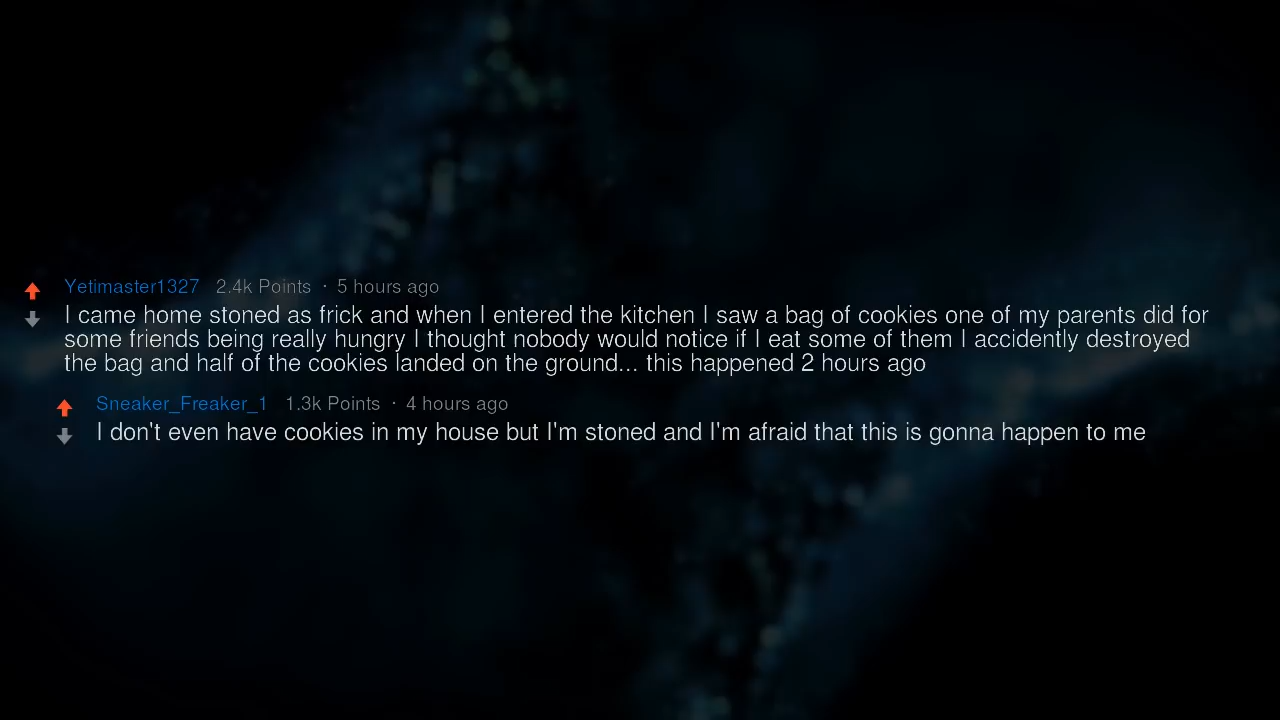 Yetimaster1327 2.4k Points · 5 hours ago
I came home stoned as frick and when I entered the kitchen I saw a bag of cookies one of my parents did for
some friends being really hungry I thought nobody would notice if I eat some of them I accidently destroyed
the bag and half of the cookies landed on the ground... this happened 2 hours ago
Sneaker_Freaker_1 1.3k Points · 4 hours ago
I don't even have cookies in my house but I'm stoned and I'm afraid that this is gonna happen to me